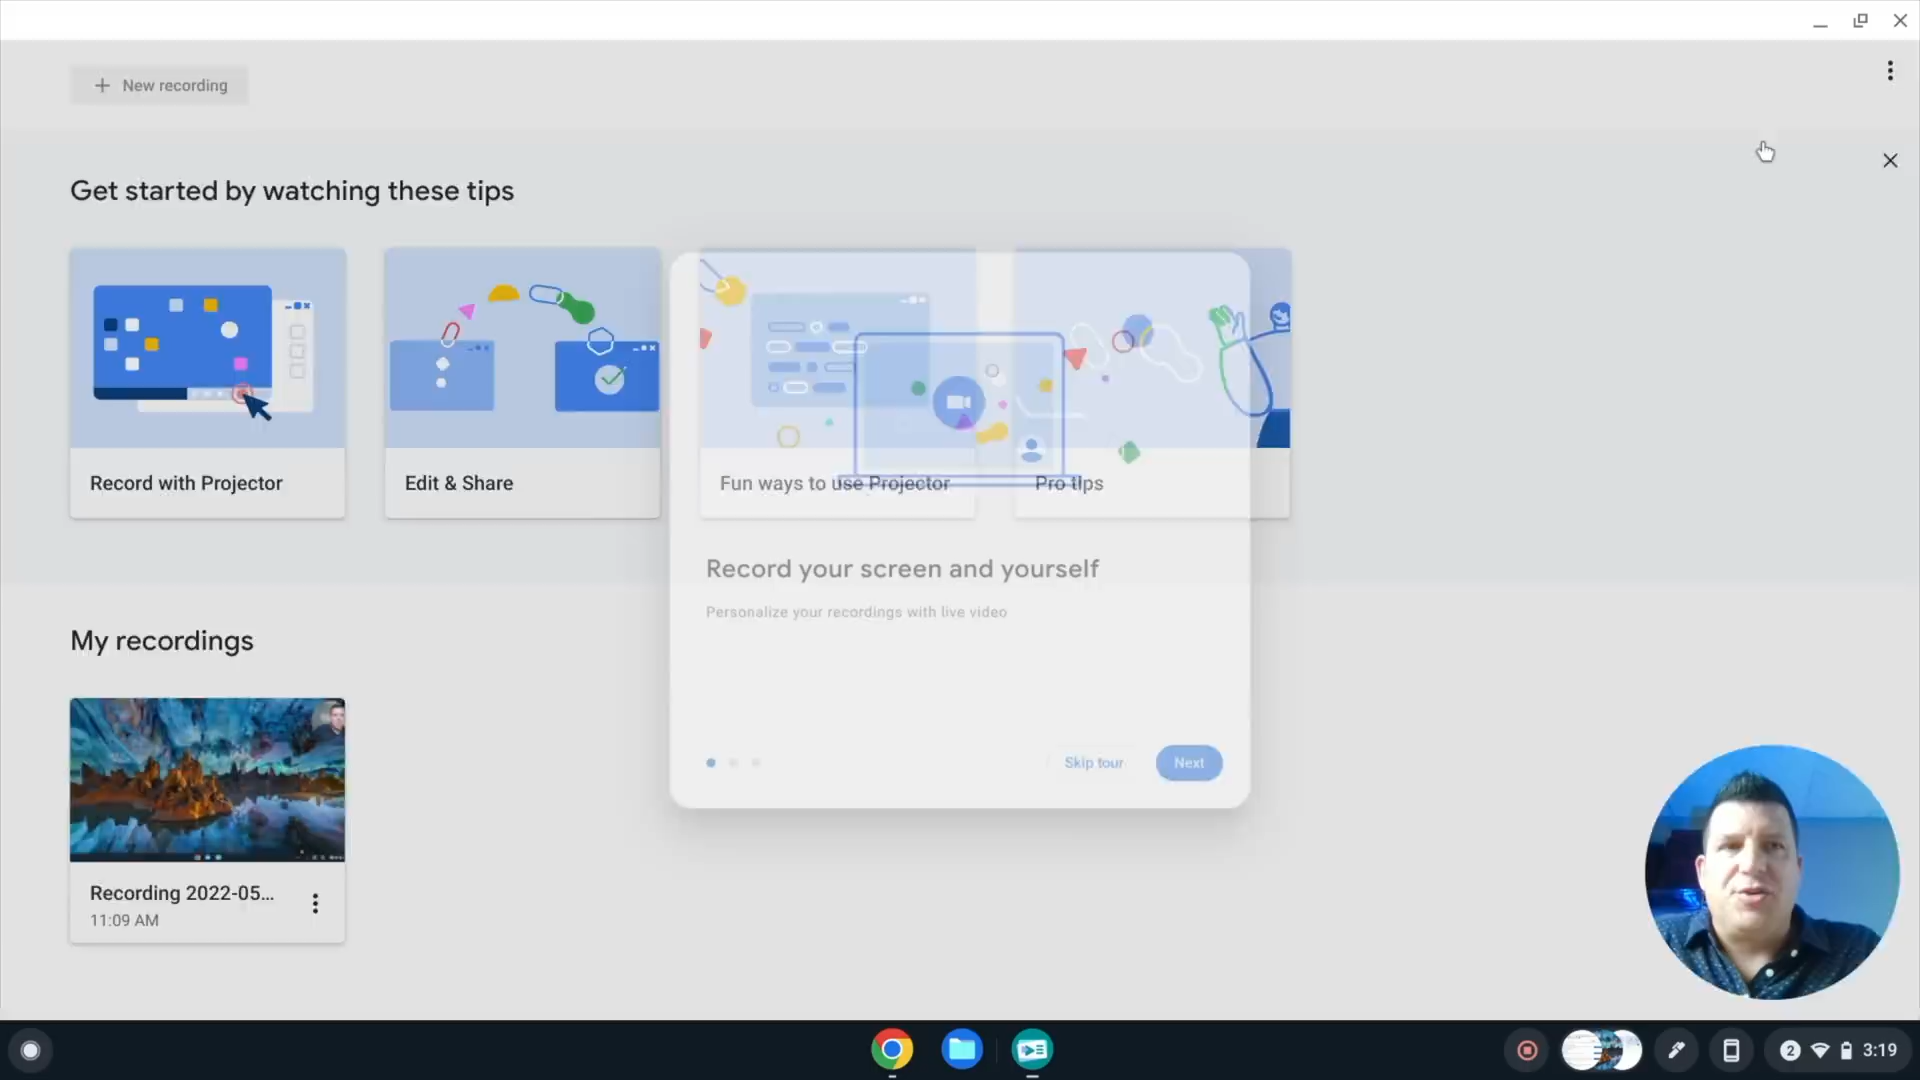 New recording
Get started by watching these tips
Record with Projector
Edit & Share
Fun ways to use Projector
Pro tips
Record your screen and yourself
Personalize your recordings with live video
Skip tour
Next
My recordings
Recording 2022-05...
11:09 AM
2
3:19